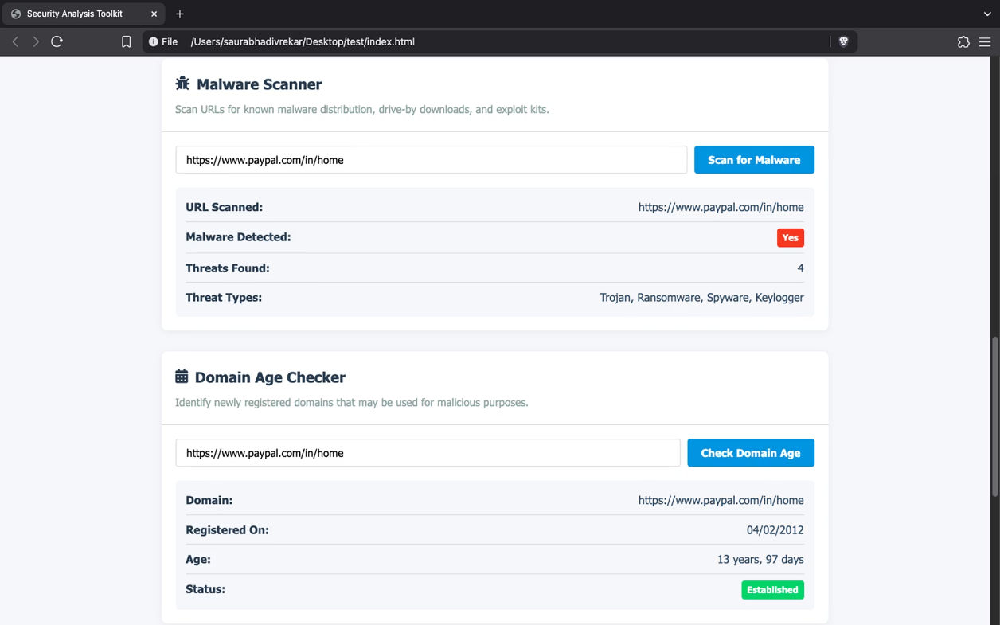 Security Analysis Toolkit
File /Users/saurabhadivrekar/Desktop/test/index.html
Malware Scanner
Scan URLs for known malware distribution, drive-by downloads, and exploit kits.
https://www.paypal.com/in/home Scan for Malware
URL Scanned: https://www.paypal.com/in/home
Malware Detected: Yes
Threats Found: 4
Threat Types: Trojan, Ransomware, Spyware, Keylogger
Domain Age Checker
Identify newly registered domains that may be used for malicious purposes.
https://www.paypal.com/in/home Check Domain Age
Domain: https://www.paypal.com/in/home
Registered On: 04/02/2012
Age: 13 years, 97 days
Status: Established